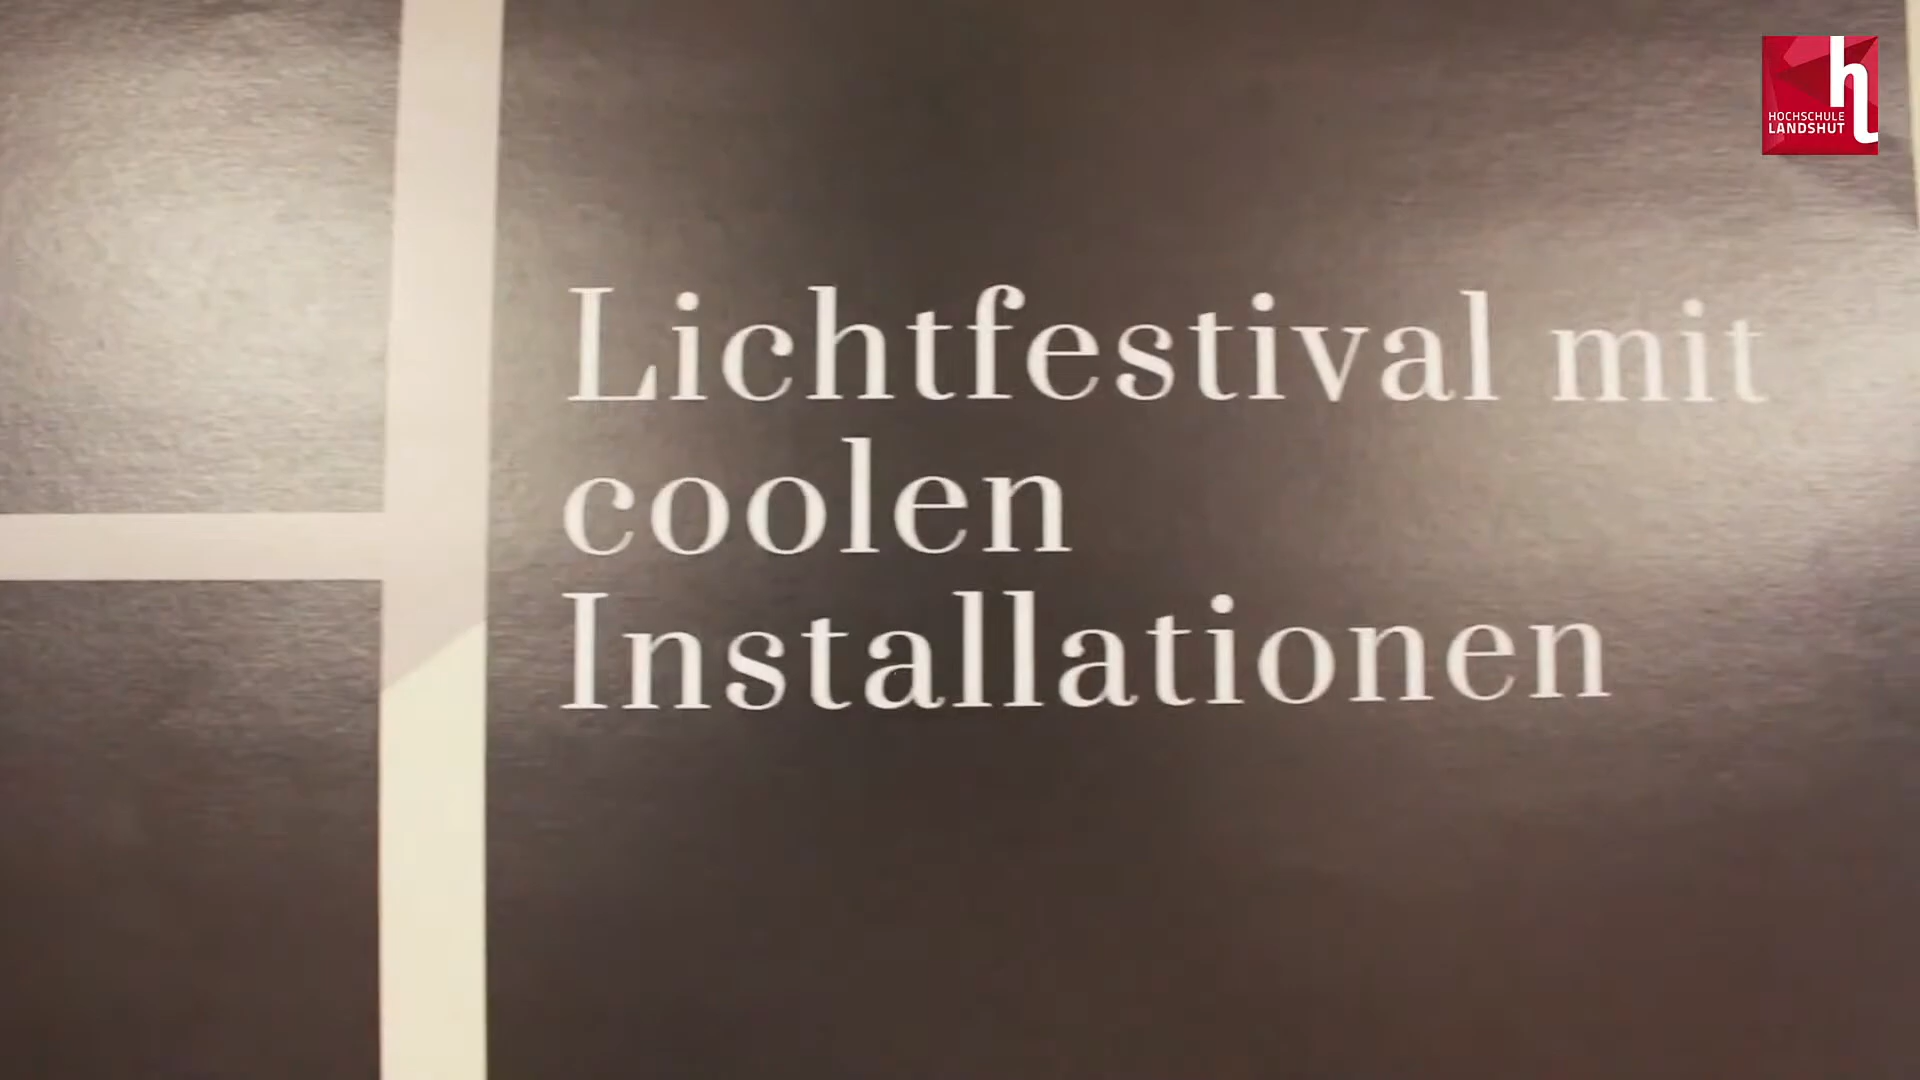 HOCHSCHULE
LANDSHUT
Lichtfestival mit
coolen
Installationen